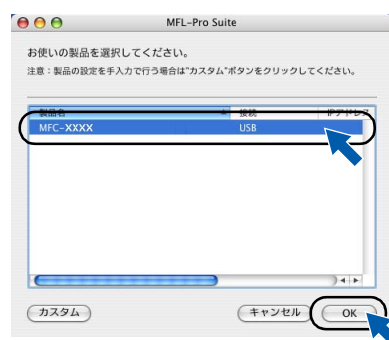 MFL-Pro Suite
お使いの製品を選択してください。
注意：製品の設定を手入力で行う場合は"カスタム"ボタンをクリックしてください。
製品名 接続 IPアドレス
MFC-XXXX USB
カスタム キャンセル OK